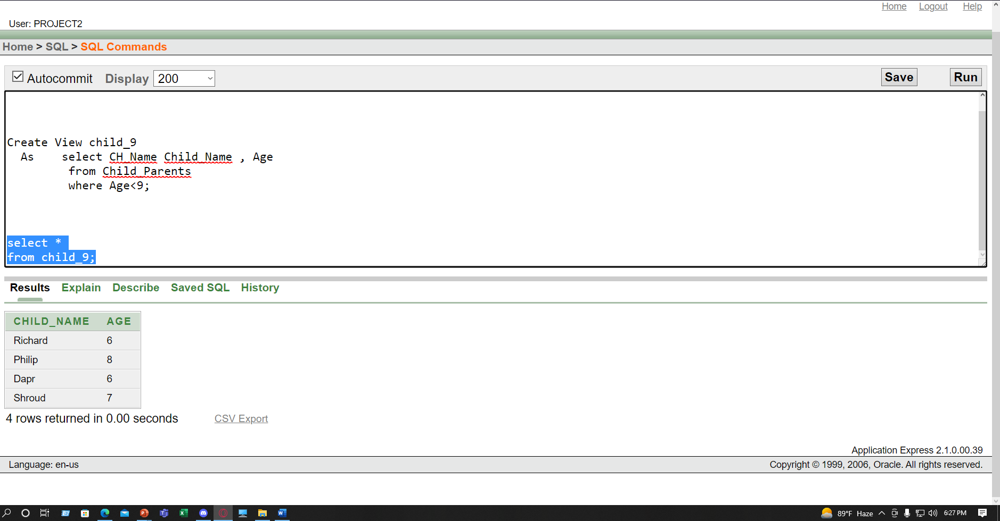 Home Logout Help
User: PROJECT2
Home > SQL > SQL Commands
Autocommit Display 200 Save Run
Create View child_9
As select CH_Name Child_Name , Age
from Child_Parents
where Age<9;
select *
from child_9;
Results Explain Describe Saved SQL History
CHILD_NAME AGE
Richard 6
Philip 8
Dapr 6
Shroud 7
4 rows returned in 0.00 seconds CSV Export
Application Express 2.1.0.00.39
Language: en-us Copyright © 1999, 2006, Oracle. All rights reserved.
89°F Haze 6:27 PM